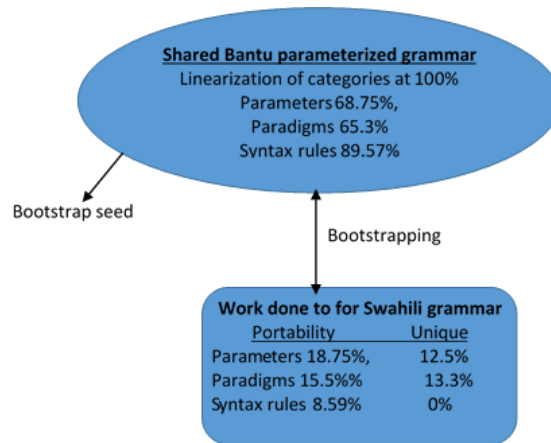 Shared Bantu parameterized grammar
Linearization of categories at 100%
Parameters 68.75%,
Paradigms 65.3%
Syntax rules 89.57%
Bootstrap seed
Bootstrapping
Work done to for Swahili grammar
Portability Unique
Parameters 18.75%, 12.5%
Paradigms 15.5%% 13.3%
Syntax rules 8.59% 0%